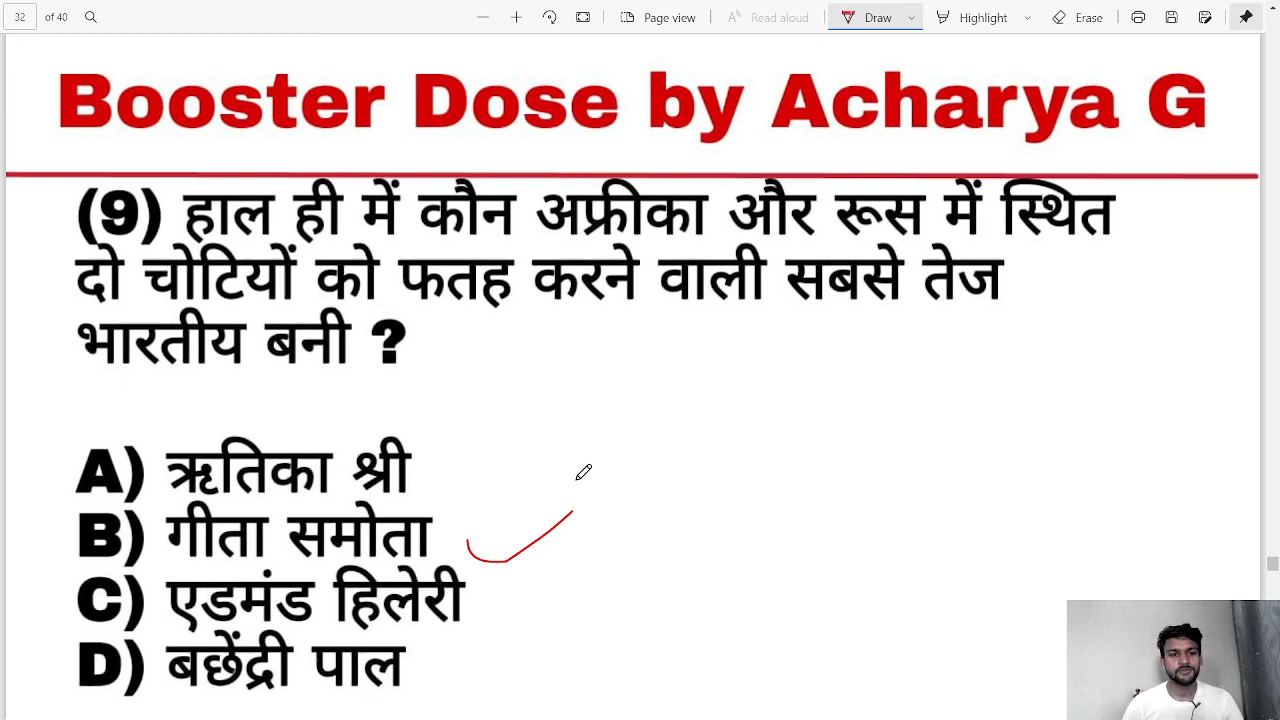 32 of 40 Page view Read aloud Draw Highlight Erase
Booster Dose by Acharya G
(9) हाल ही में कौन अफ्रीका और रूस में स्थित
दो चोटियों को फतह करने वाली सबसे तेज
भारतीय बनी ?
A) ऋतिका श्री
B) गीता समोता
C) एडमंड हिलेरी
D) बछेंद्री पाल